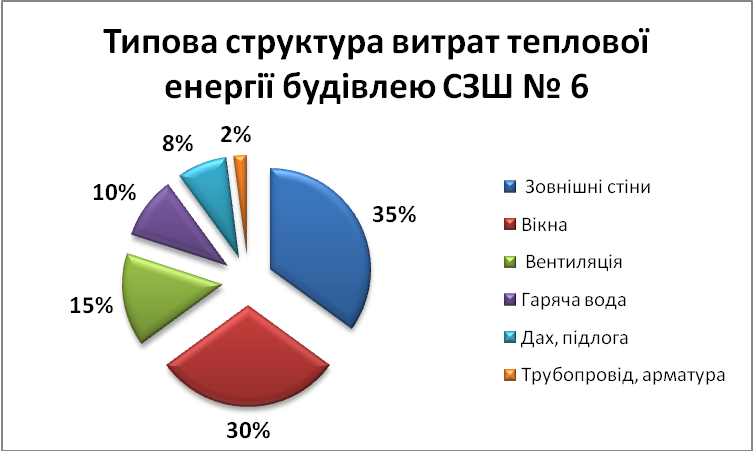 Типова структура витрат теплової
енергії будівлею СЗШ № 6
2%
8%
10%
35%
15%
30%
Зовнішні стіни
Вікна
Вентиляція
Гаряча вода
Дах, підлога
Трубопровід, арматура